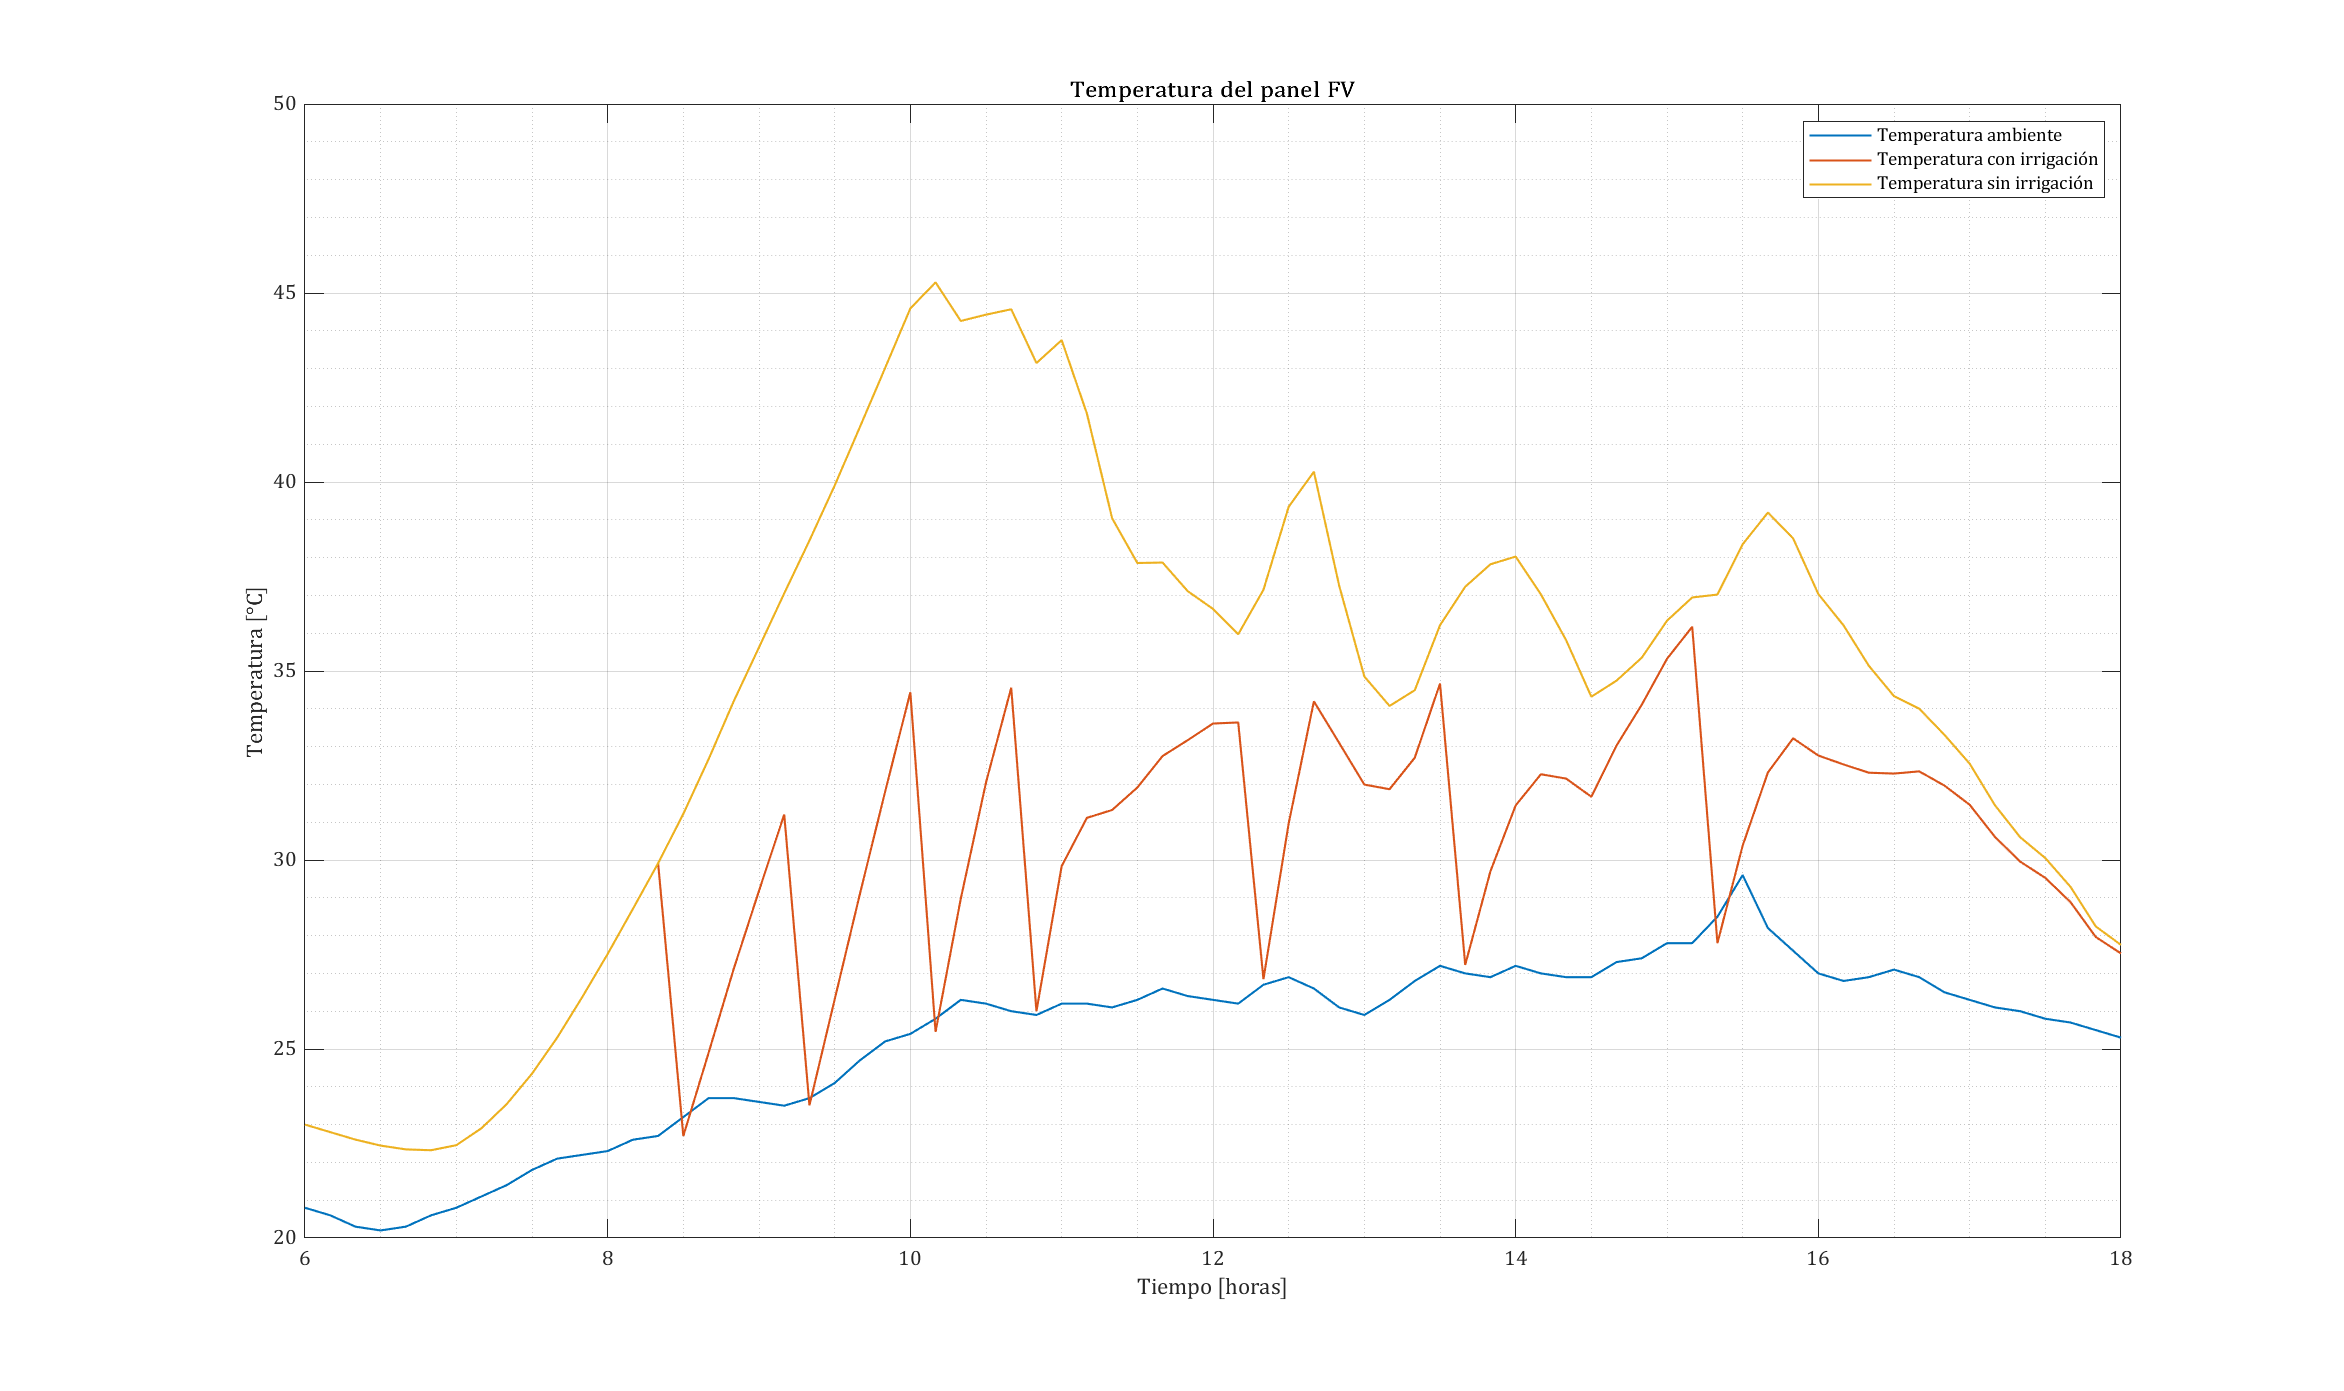 Temperatura del panel FV
50
45
40
35
30
25
20
Temperatura [°C]
Temperatura ambiente
Temperatura con irrigación
Temperatura sin irrigación
6 8 10 12 14 16 18
Tiempo [horas]